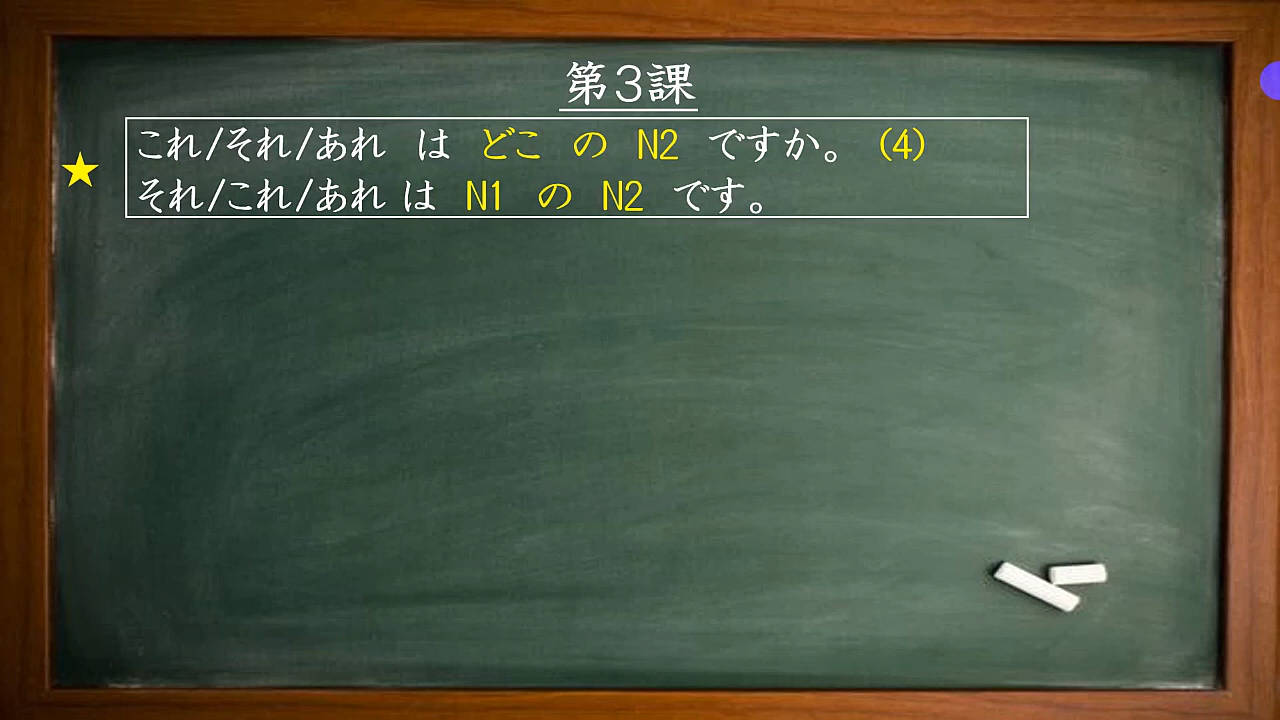 第3課
これ/それ/あれ は どこ の N2 ですか。 (4)
★ それ/これ/あれ は N1 の N2 です。